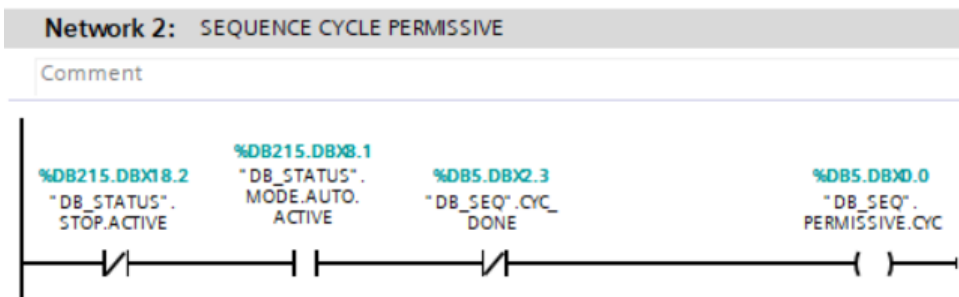 Network 2: SEQUENCE CYCLE PERMISSIVE
Comment
%DB215.DBX18.2
"DB_STATUS".
STOP.ACTIVE
%DB215.DBX8.1
"DB_STATUS".
MODE.AUTO.
ACTIVE
%DB5.DBX2.3
"DB_SEQ".CYC_
DONE
%DB5.DBX0.0
"DB_SEQ".
PERMISSIVE.CYC